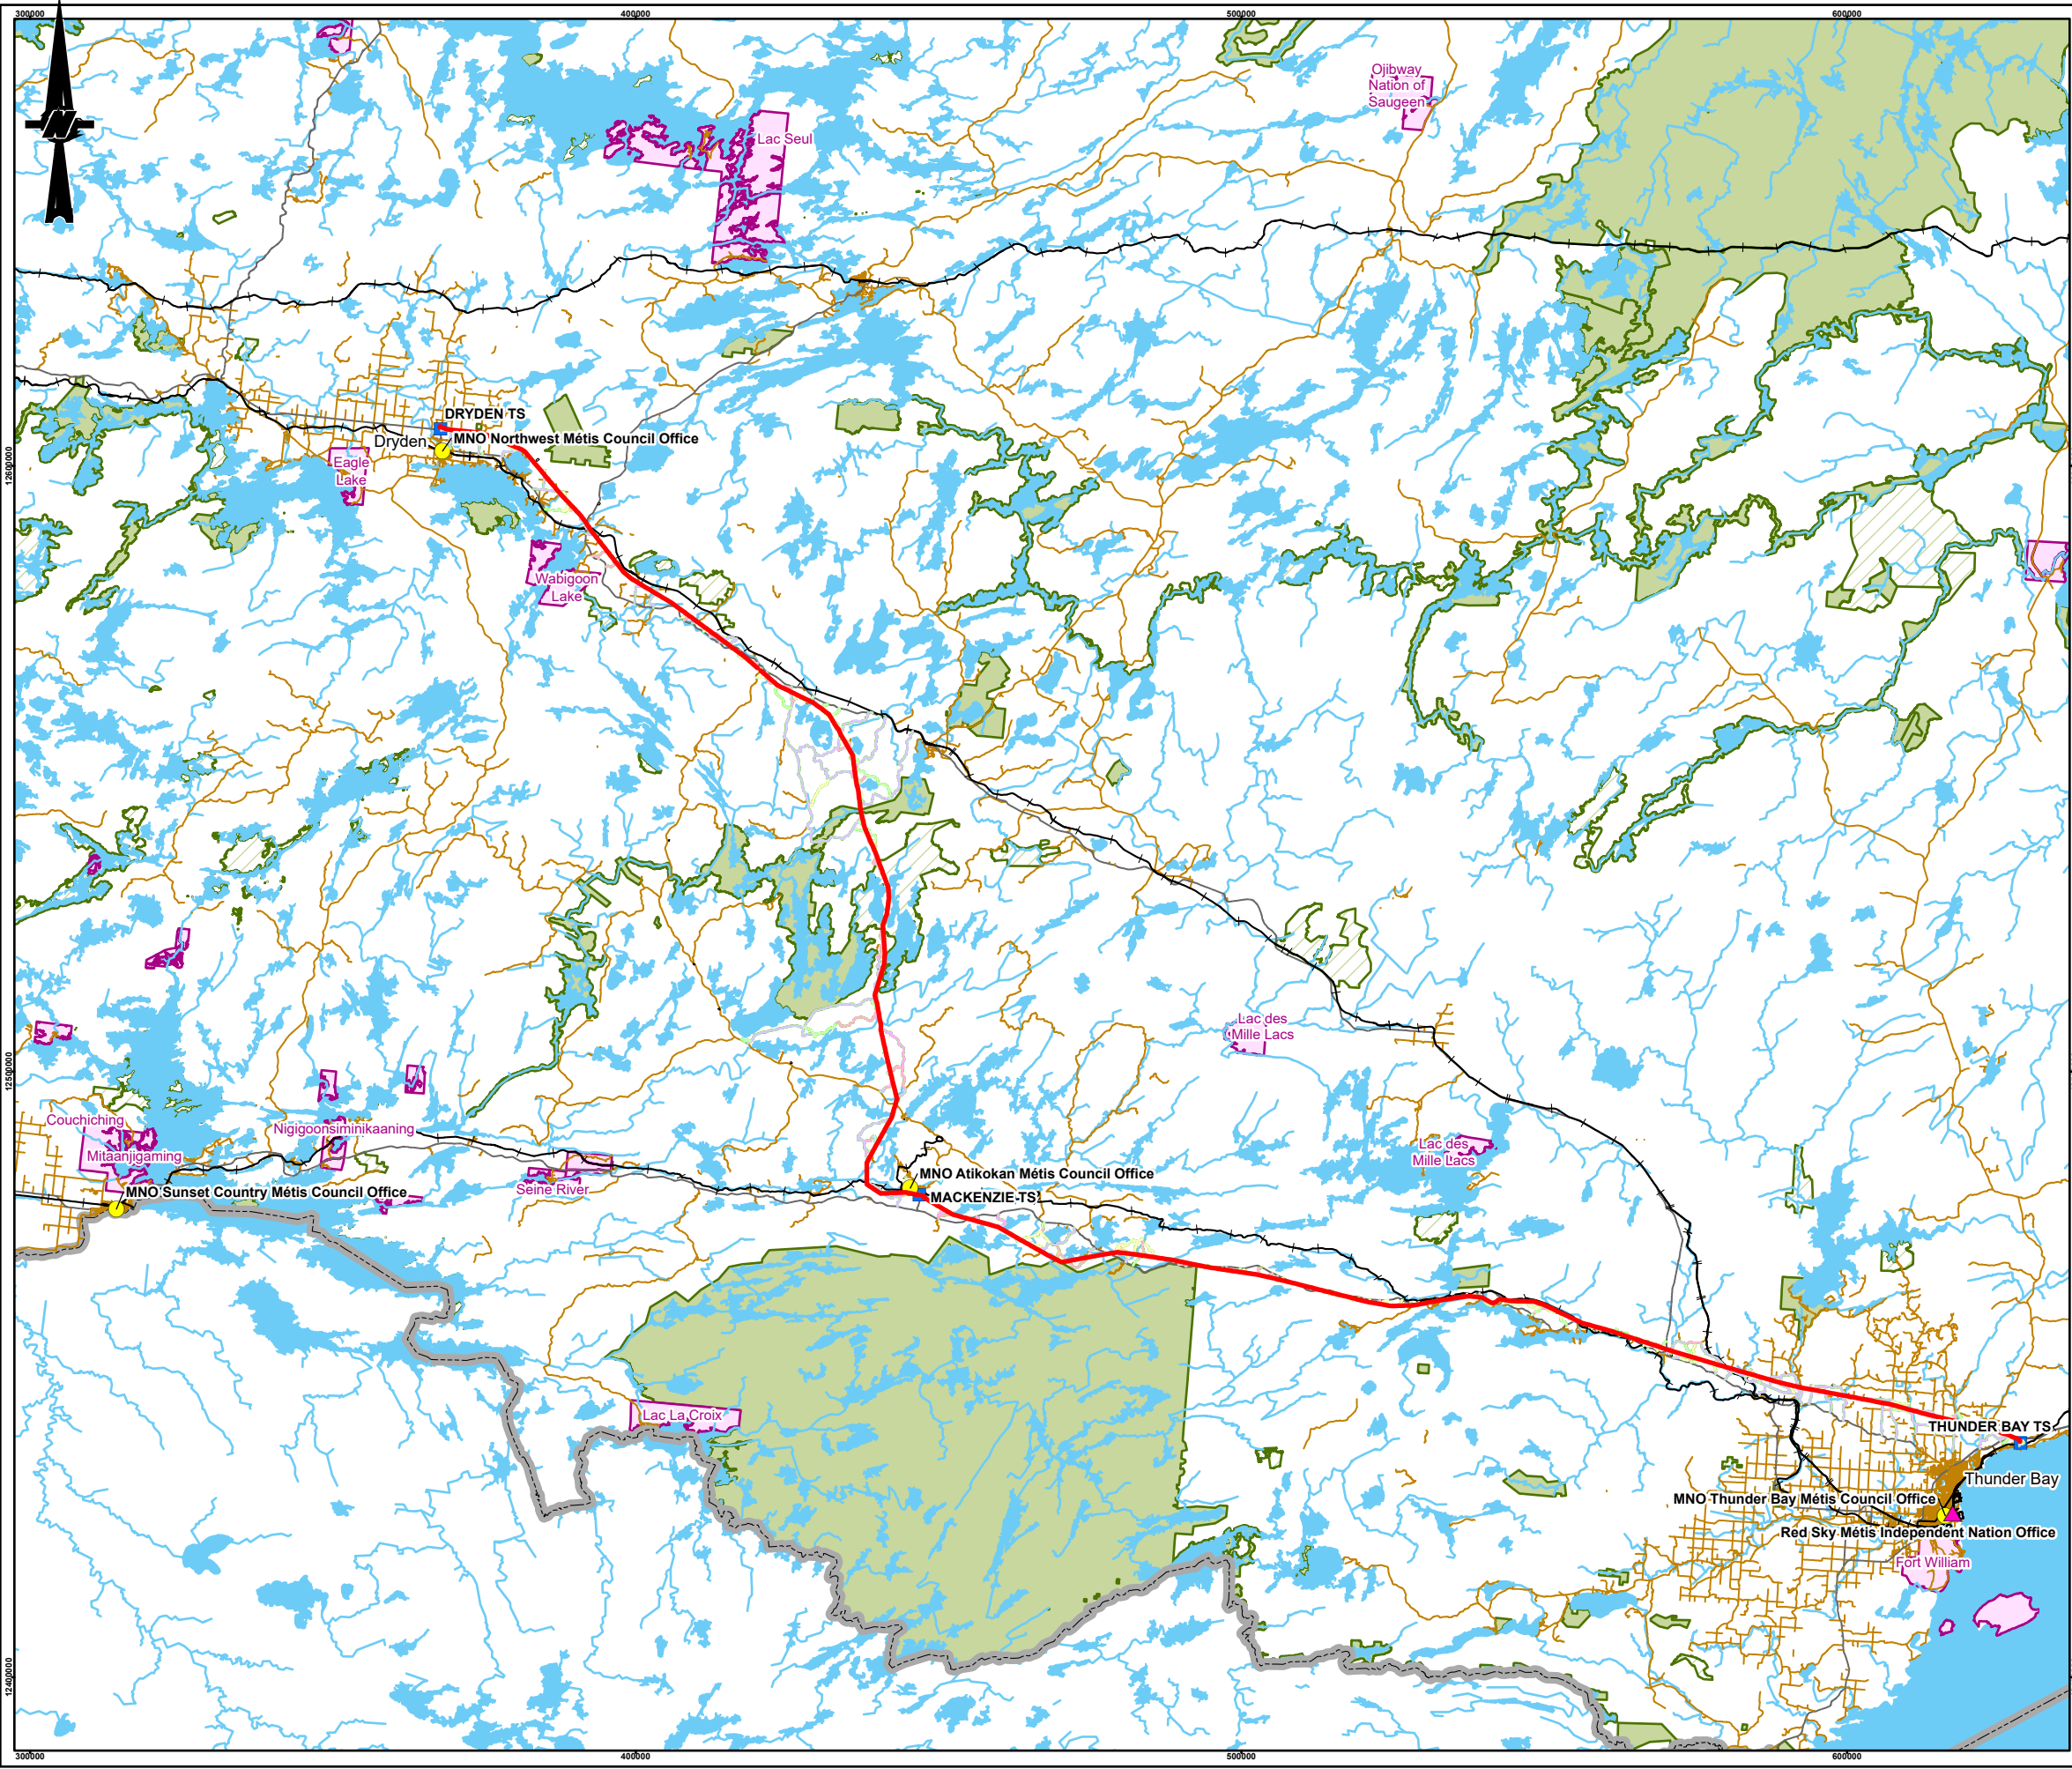 300000
400000
500000
600000
N
Ojibway
Nation of
Saugeen
Lac Seul
DRYDEN TS
Dryden
MNO Northwest Métis Council Office
Eagle
Lake
12600000
Wabigoon
Lake
Lac des
Mille Lacs
12500000
Couchiching
Nigigoonsiminikaaning
Mitaanjigaming
Lac des
Mille Lacs
MNO Atikokan Métis Council Office
Seine River
MNO Sunset Country Métis Council Office
MACKENZIE TS
Lac La Croix
THUNDER BAY TS
Thunder Bay
MNO Thunder Bay Métis Council Office
Red Sky Métis Independent Nation Office
Fort William
12400000
300000
400000
500000
600000